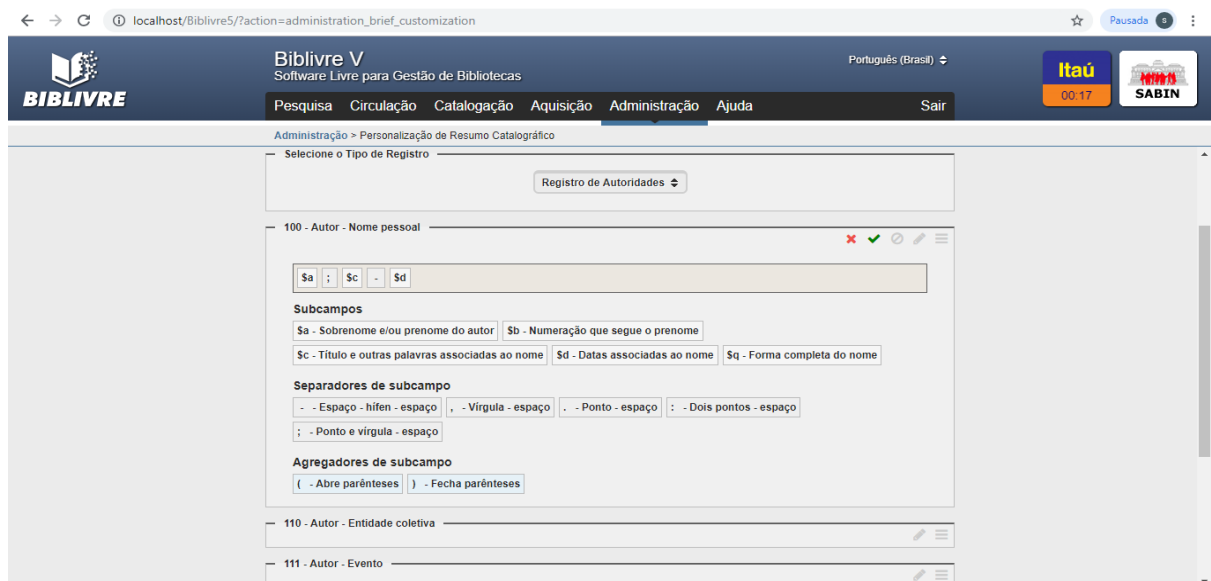 localhost/Biblivre5/?action=administration_brief_customization
Pausada s
BIBLIVRE
Biblivre V
Software Livre para Gestão de Bibliotecas
Português (Brasil)
Itaú
00:17
SABIN
Pesquisa Circulação Catalogação Aquisição Administração Ajuda Sair
Administração > Personalização de Resumo Catalográfico
Selecione o Tipo de Registro
Registro de Autoridades
100 - Autor - Nome pessoal
$a ; $c - $d
Subcampos
$a - Sobrenome e/ou prenome do autor $b - Numeração que segue o prenome
$c - Título e outras palavras associadas ao nome $d - Datas associadas ao nome $q - Forma completa do nome
Separadores de subcampo
- - Espaço - hífen - espaço , - Vírgula - espaço . - Ponto - espaço : - Dois pontos - espaço
; - Ponto e vírgula - espaço
Agregadores de subcampo
( - Abre parênteses ) - Fecha parênteses
110 - Autor - Entidade coletiva
111 - Autor - Evento